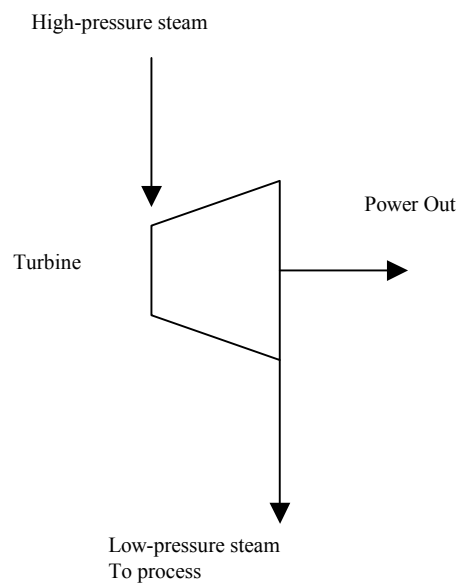 High-pressure steam
Power Out
Turbine
Low-pressure steam
To process